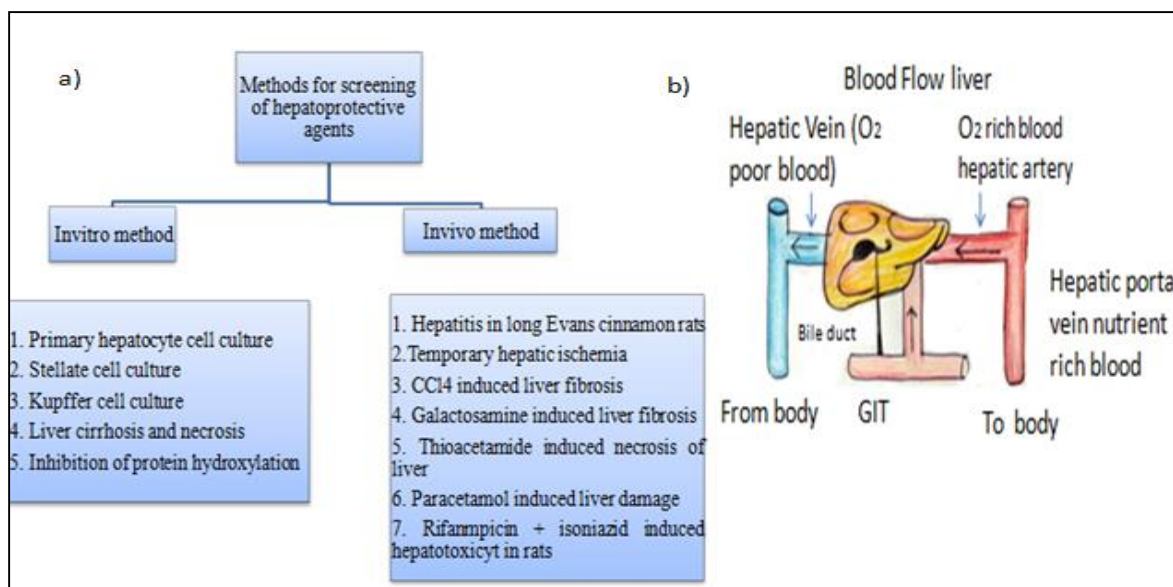 a)
Methods for screening
of hepatoprotective
agents
Invitro method
Invivo method
1. Primary hepatocyte cell culture
2. Stellate cell culture
3. Kupffer cell culture
4. Liver cirrhosis and necrosis
5. Inhibition of protein hydroxylation
1. Hepatitis in long Evans cinnamon rats
2. Temporary hepatic ischemia
3. CCl4 induced liver fibrosis
4. Galactosamine induced liver fibrosis
5. Thioacetamide induced necrosis of
liver
6. Paracetamol induced liver damage
7. Rifanmpicin + isoniazid induced
hepatotoxicyt in rats
b)
Blood Flow liver
Hepatic Vein (O2
poor blood)
O2 rich blood
hepatic artery
Bile duct
Hepatic porta
vein nutrient
rich blood
From body
GIT
To body